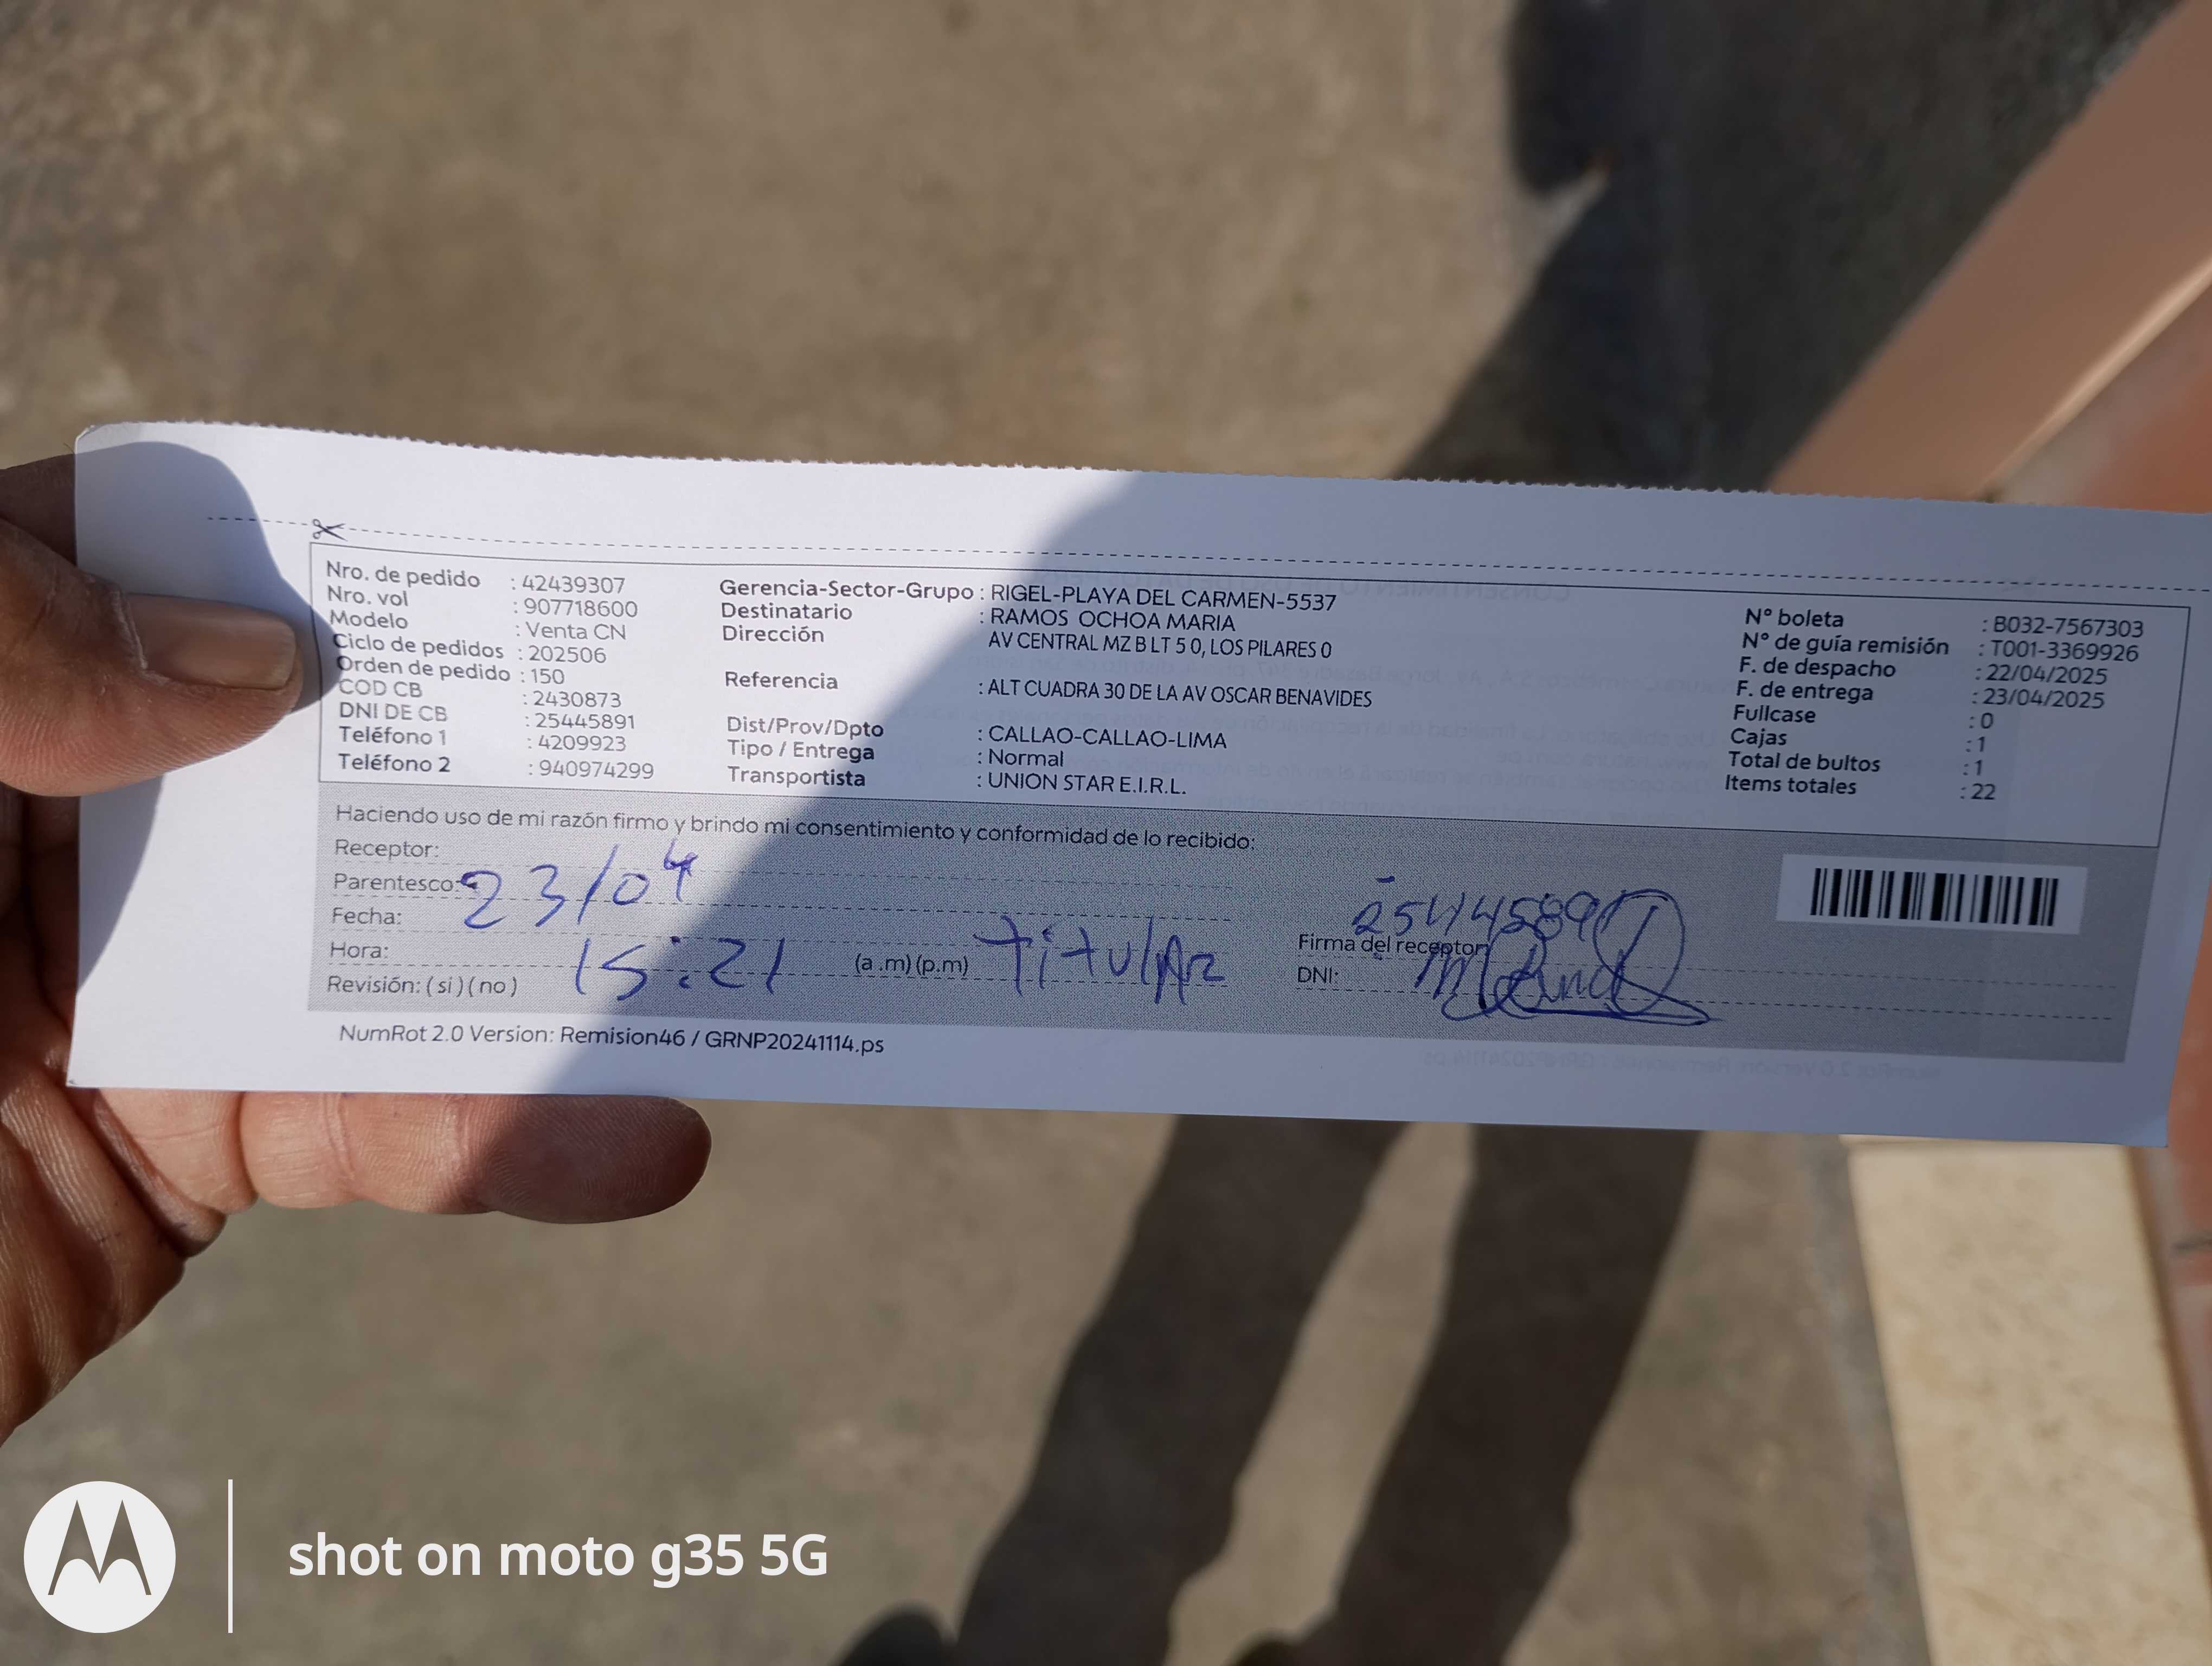 Nro. de pedido : 42439307
Nro. vol : 907718600
Modelo : Venta CN
Ciclo de pedidos : 202506
Orden de pedido : 150
COD CB : 2430873
DNI DE CB : 25445891
Teléfono 1 : 4209923
Teléfono 2 : 940974299
Gerencia-Sector-Grupo : RIGEL-PLAYA DEL CARMEN-5537
Destinatario : RAMOS OCHOA MARIA
Dirección AV CENTRAL MZ B LT 5 0, LOS PILARES 0
Referencia : ALT CUADRA 30 DE LA AV OSCAR BENAVIDES
Dist/Prov/Dpto : CALLAO-CALLAO-LIMA
Tipo / Entrega : Normal
Transportista : UNION STAR E.I.R.L.
N° boleta : B032-7567303
N° de guía remisión : T001-3369926
F. de despacho : 22/04/2025
F. de entrega : 23/04/2025
Fullcase : 0
Cajas : 1
Total de bultos : 1
Items totales : 22
Haciendo uso de mi razón firmo y brindo mi consentimiento y conformidad de lo recibido:
Receptor:
Parentesco:
Fecha: 23/04
Hora: 15:21 (a.m) (p.m) titular
Revisión: ( si ) ( no )
25445891
Firma del receptor
DNI:
NumRot 2.0 Version: Remision46 / GRNP20241114.ps
shot on moto g35 5G